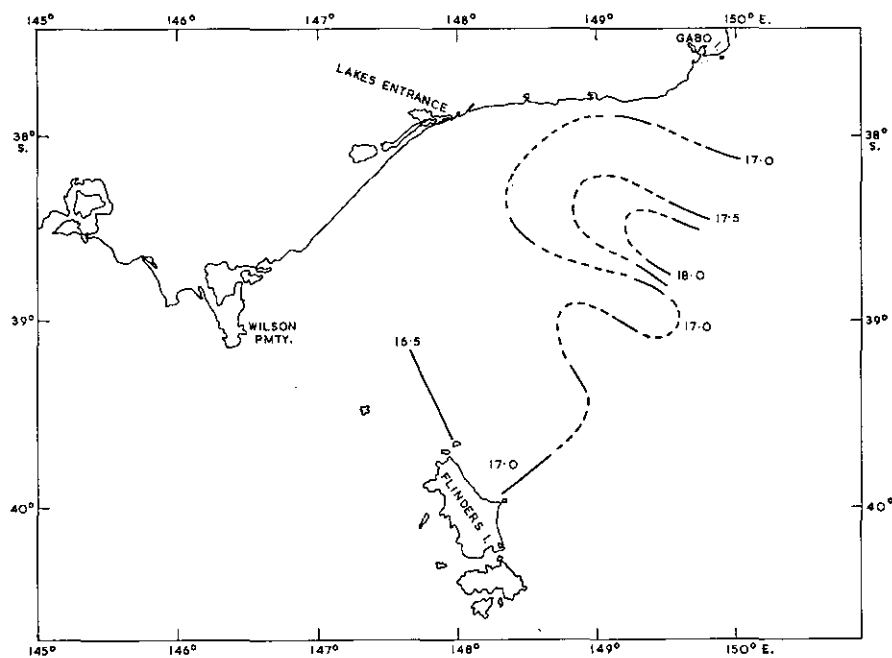 145° 146° 147° 148° 149° 150° E.
GABO
LAKES ENTRANCE
38° S.
38° S.
17·0
17·5
18·0
39°
39°
WILSON PMTY.
17·0
16·5
17·0
FLINDERS I.
40°
40°
145° 146° 147° 148° 149° 150° E.